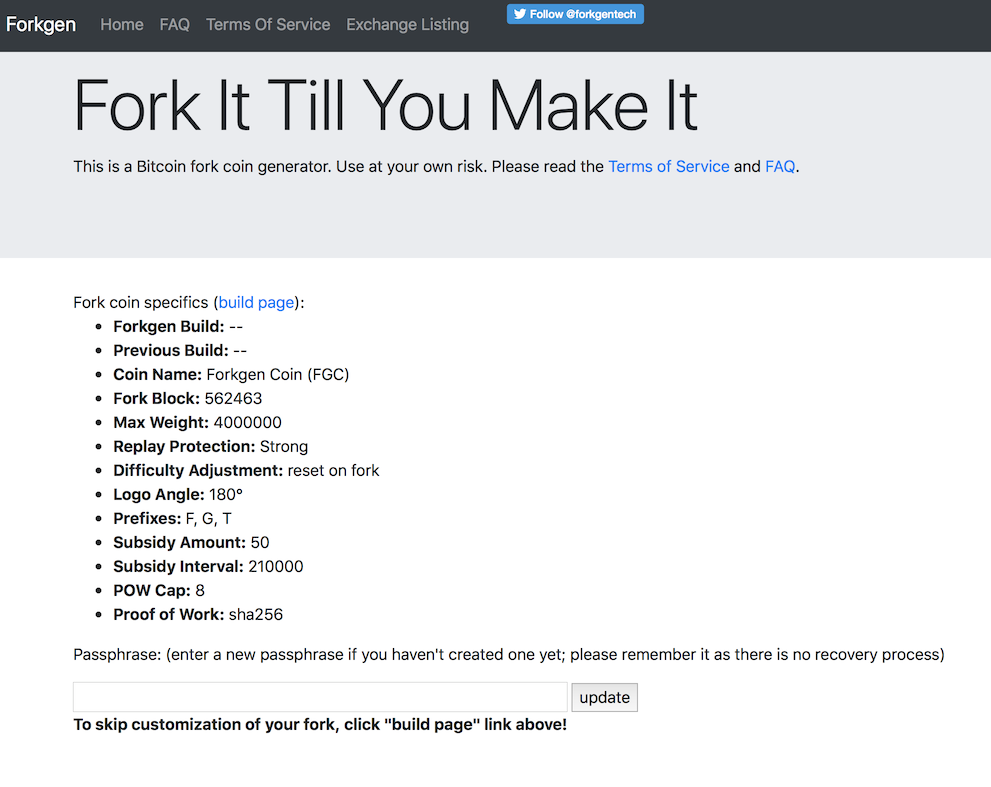 Forkgen Home FAQ Terms Of Service Exchange Listing Follow @forkgentech
Fork It Till You Make It
This is a Bitcoin fork coin generator. Use at your own risk. Please read the Terms of Service and FAQ.
Fork coin specifics (build page):
• Forkgen Build: --
• Previous Build: --
• Coin Name: Forkgen Coin (FGC)
• Fork Block: 562463
• Max Weight: 4000000
• Replay Protection: Strong
• Difficulty Adjustment: reset on fork
• Logo Angle: 180º
• Prefixes: F, G, T
• Subsidy Amount: 50
• Subsidy Interval: 210000
• POW Cap: 8
• Proof of Work: sha256
Passphrase: (enter a new passphrase if you haven't created one yet; please remember it as there is no recovery process)
update
To skip customization of your fork, click "build page" link above!